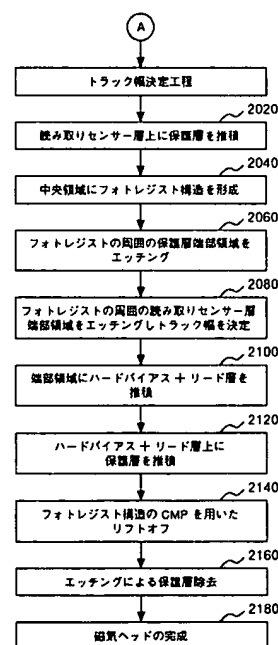 A
トラック幅決定工程
2020
読み取りセンサー層上に保護層を堆積
2040
中央領域にフォトレジスト構造を形成
2060
フォトレジストの周囲の保護層端部領域を
エッチング
2080
フォトレジストの周囲の読み取りセンサー層
端部領域をエッチングしトラック幅を決定
2100
端部領域にハードバイアス + リード層を
堆積
2120
ハードバイアス + リード層上に
保護層を堆積
2140
フォトレジスト構造の CMP を用いた
リフトオフ
2160
エッチングによる保護層除去
2180
磁気ヘッドの完成